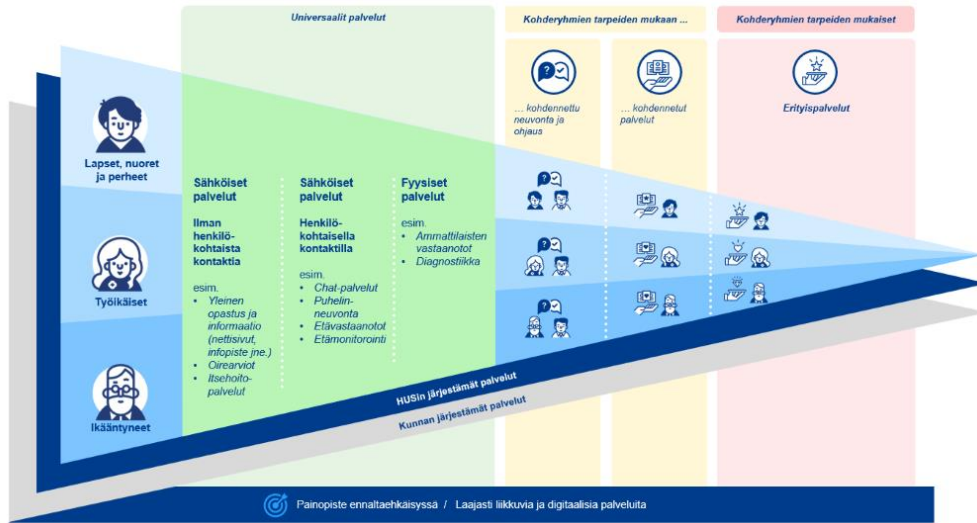 Universaalit palvelut
Kohderyhmien tarpeiden mukaan ...
Kohderyhmien tarpeiden mukaiset
... kohdennettu
neuvonta ja
ohjaus
... kohdennetut
palvelut
Erityispalvelut
Lapset, nuoret
ja perheet
Työikäiset
Ikääntyneet
Sähköiset
palvelut
Ilman
henkilö-
kohtaista
kontaktia
esim.
• Yleinen
opastus ja
informaatio
(nettisivut,
infopiste jne.)
• Oirearviot
• Itsehoito-
palvelut
Sähköiset
palvelut
Henkilö-
kohtaisella
kontaktilla
esim.
• Chat-palvelut
• Puhelin-
neuvonta
• Etävastaanotot
• Etämonitorointi
Fyysiset
palvelut
esim.
• Ammattilaisten
vastaanotot
• Diagnostiikka
HUSin järjestämät palvelut
Kunnan järjestämät palvelut
Painopiste ennaltaehkäisyssä / Laajasti liikkuvia ja digitaalisia palveluita